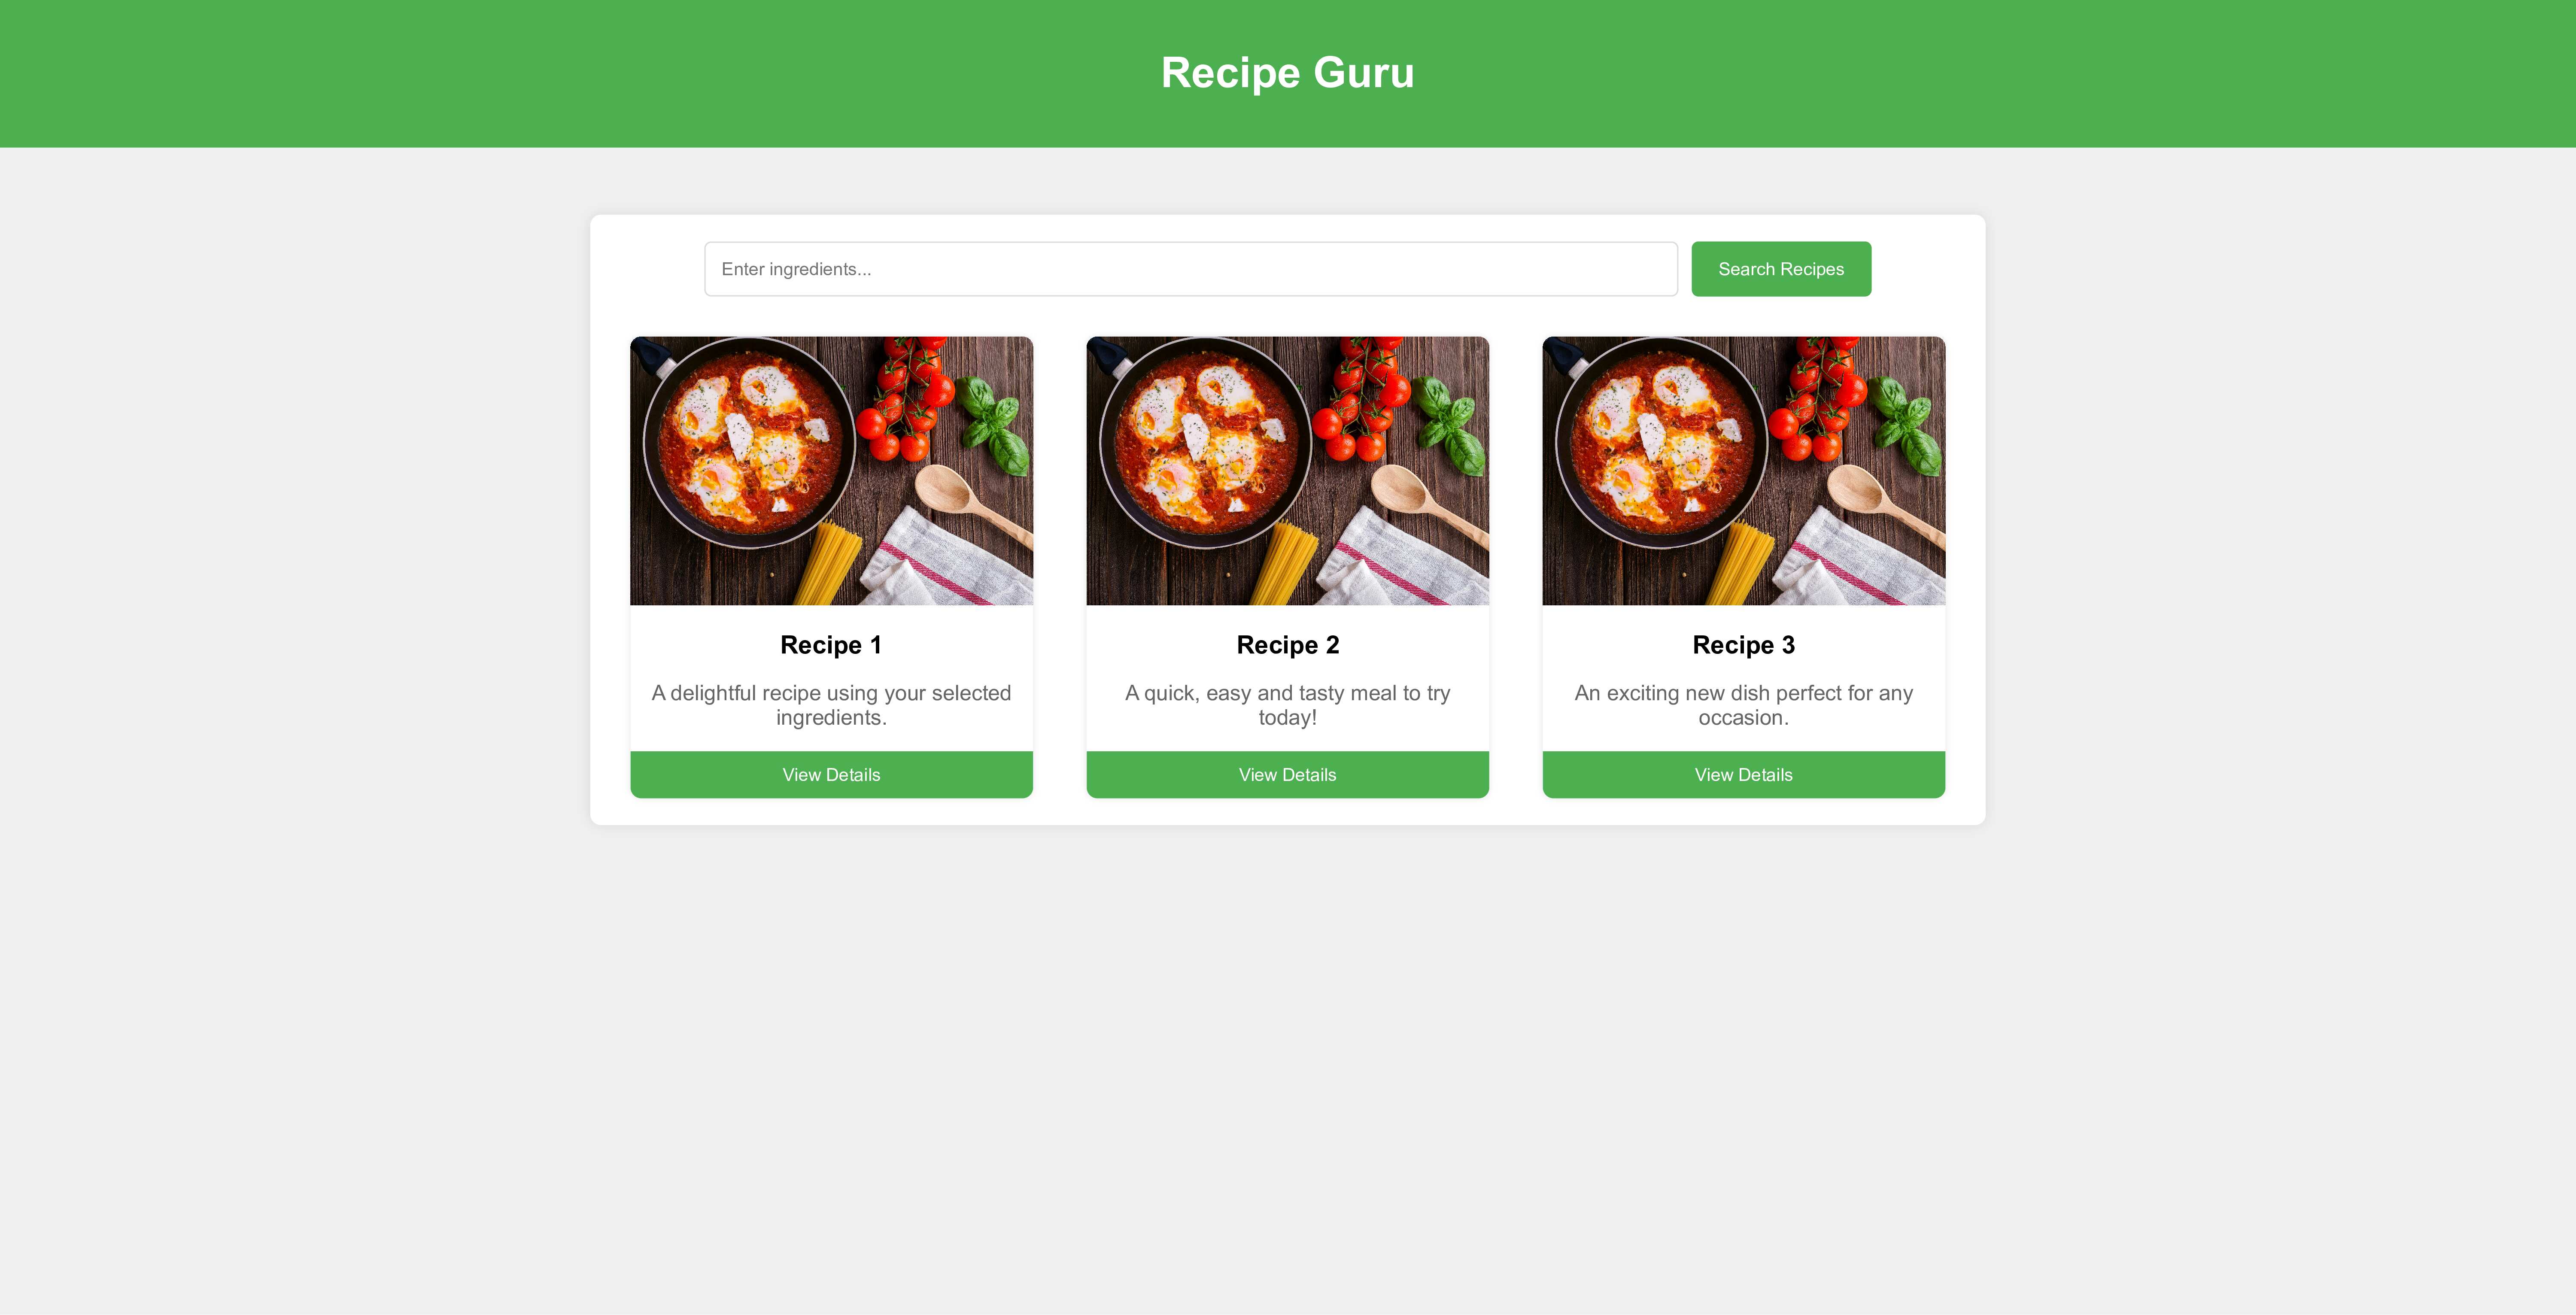 Recipe Guru
Enter ingredients...
Search Recipes
Recipe 1
A delightful recipe using your selected
ingredients.
View Details
Recipe 2
A quick, easy and tasty meal to try
today!
View Details
Recipe 3
An exciting new dish perfect for any
occasion.
View Details